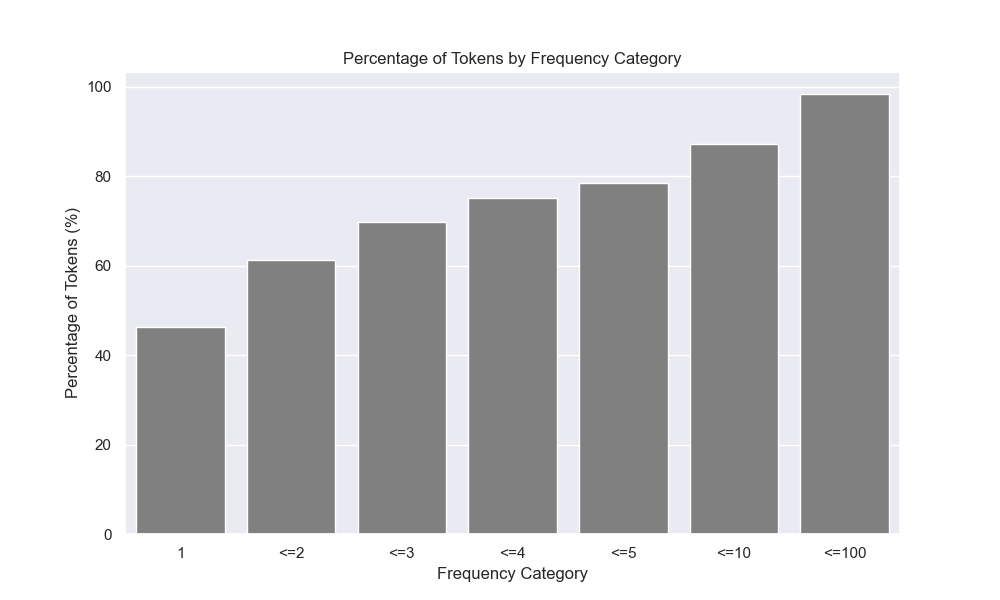 Percentage of Tokens by Frequency Category
Percentage of Tokens (%)
100
80
60
40
20
0
1 <=2 <=3 <=4 <=5 <=10 <=100
Frequency Category